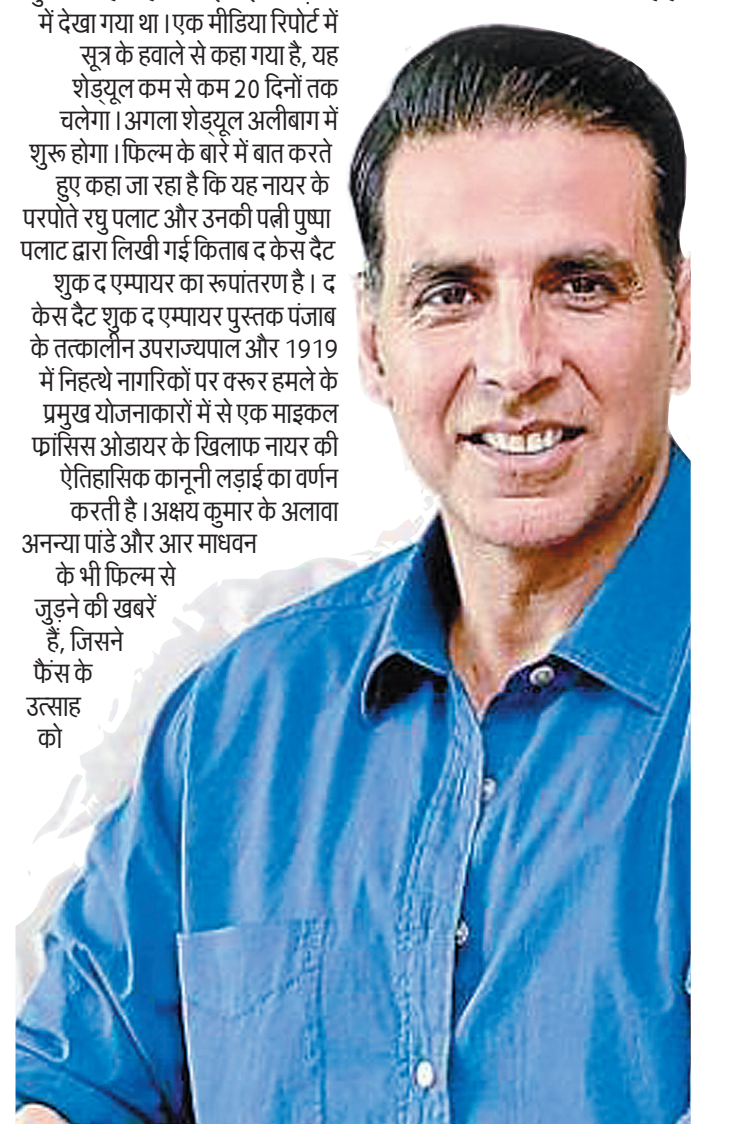 में देखा गया था। एक मीडिया रिपोर्ट में
सूत्र के हवाले से कहा गया है, यह
शेड्यूल कम से कम 20 दिनों तक
चलेगा। अगला शेड्यूल अलीबाग में
शुरू होगा। फिल्म के बारे में बात करते
हुए कहा जा रहा है कि यह नायर के
परपोते रघु पलाट और उनकी पत्नी पुष्पा
पलाट द्वारा लिखी गई किताब द केस दैट
शुक द एम्पायर का रूपांतरण है। द
केस दैट शुक द एम्पायर पुस्तक पंजाब
के तत्कालीन उपराज्यपाल और 1919
में निहत्थे नागरिकों पर क्रूर हमले के
प्रमुख योजनाकारों में से एक माइकल
फ्रांसिस ओडायर के खिलाफ नायर की
ऐतिहासिक कानूनी लड़ाई का वर्णन
करती है। अक्षय कुमार के अलावा
अनन्या पांडे और आर माधवन
के भी फिल्म से
जुड़ने की खबरें
हैं, जिसने
फैंस के
उत्साह
को